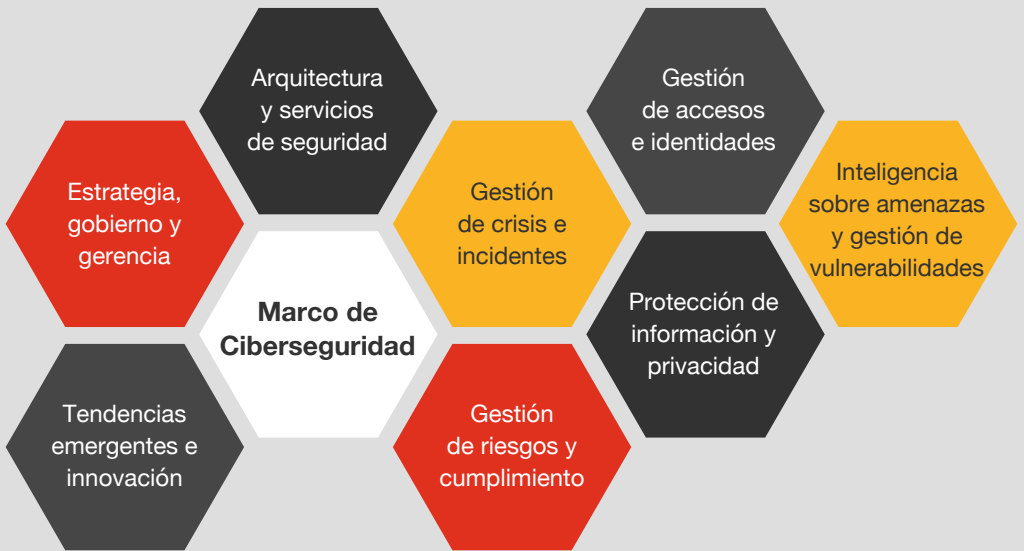 Arquitectura
y servicios
de seguridad
Gestión
de accesos
e identidades
Estrategia,
gobierno y
gerencia
Gestión
de crisis e
incidentes
Inteligencia
sobre amenazas
y gestión de
vulnerabilidades
Marco de
Ciberseguridad
Protección de
información y
privacidad
Tendencias
emergentes e
innovación
Gestión
de riesgos y
cumplimiento